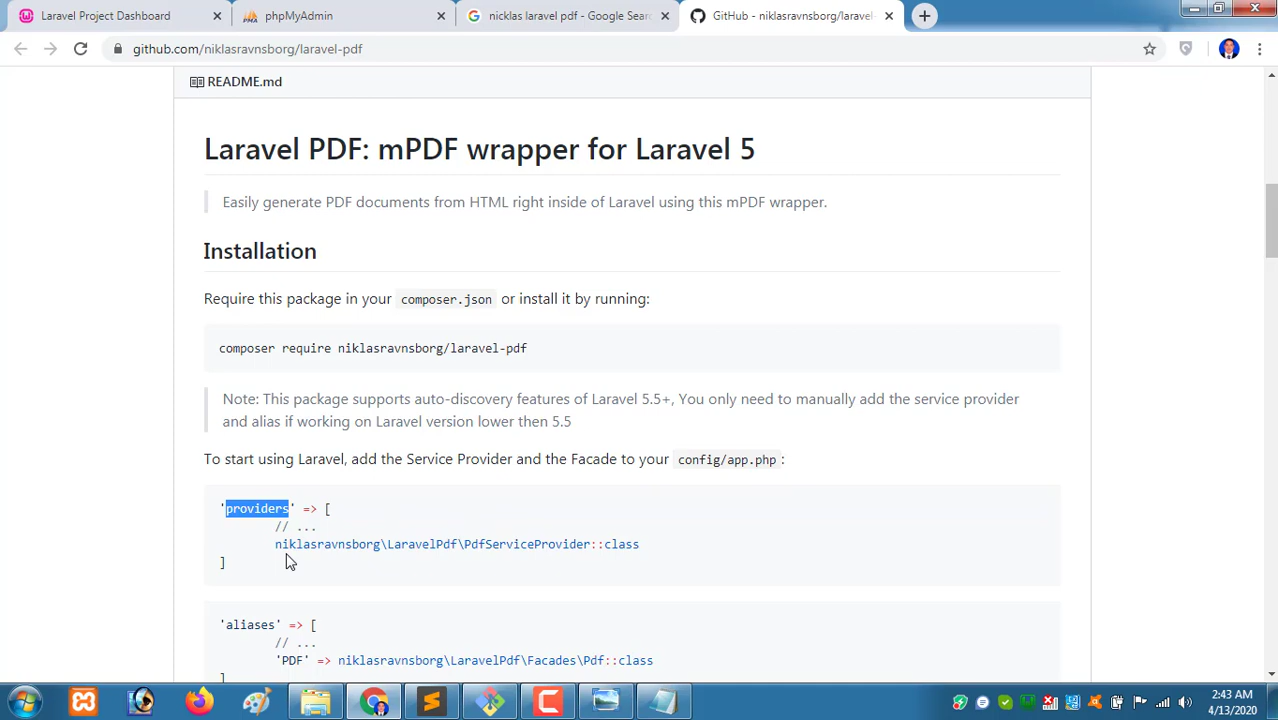 Laravel Project Dashboard
phpMyAdmin
nicklas laravel pdf - Google Sear
GitHub - niklasravnsborg/laravel-
github.com/niklasravnsborg/laravel-pdf
README.md
Laravel PDF: mPDF wrapper for Laravel 5
Easily generate PDF documents from HTML right inside of Laravel using this mPDF wrapper.
Installation
Require this package in your composer.json or install it by running:
composer require niklasravnsborg/laravel-pdf
Note: This package supports auto-discovery features of Laravel 5.5+, You only need to manually add the service provider
and alias if working on Laravel version lower then 5.5
To start using Laravel, add the Service Provider and the Facade to your config/app.php :
'providers' => [
// ...
niklasravnsborg\LaravelPdf\PdfServiceProvider::class
]
'aliases' => [
// ...
'PDF' => niklasravnsborg\LaravelPdf\Facades\Pdf::class
]
2:43 AM
4/13/2020